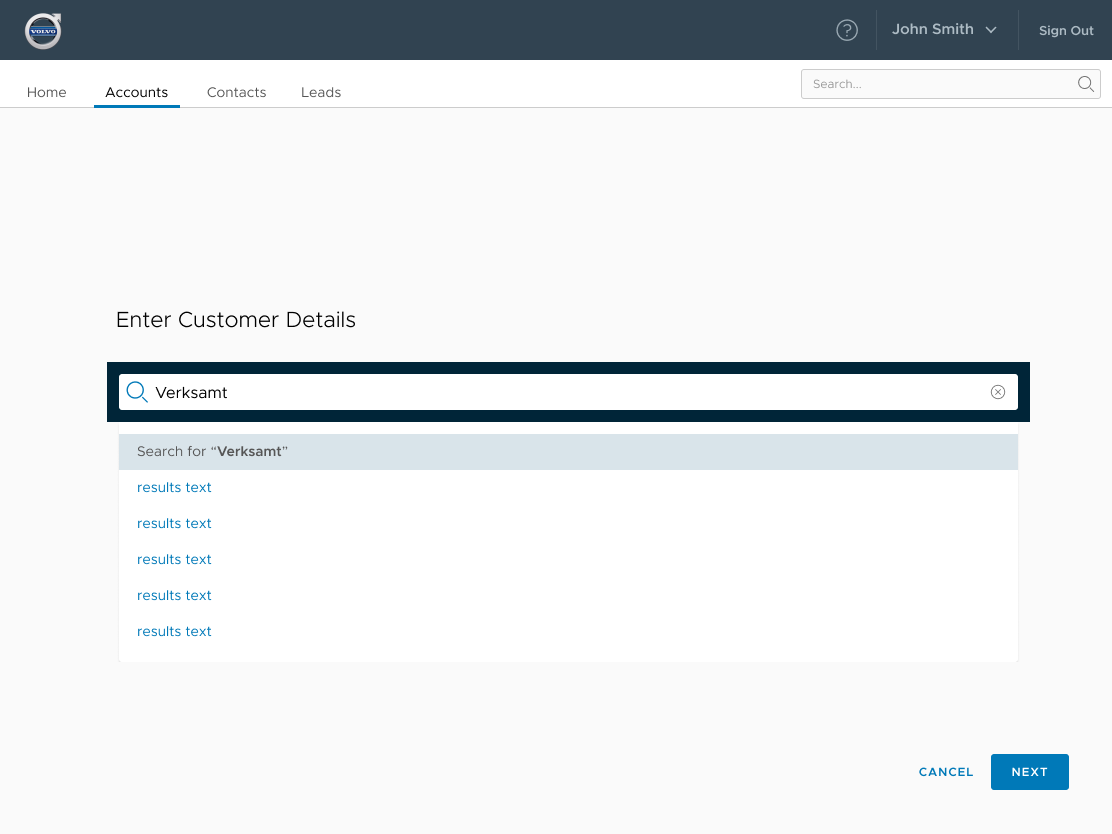 VOLVO
John Smith
Sign Out
Home Accounts Contacts Leads
Search...
Enter Customer Details
Verksamt
Search for “Verksamt”
results text
results text
results text
results text
results text
CANCEL NEXT